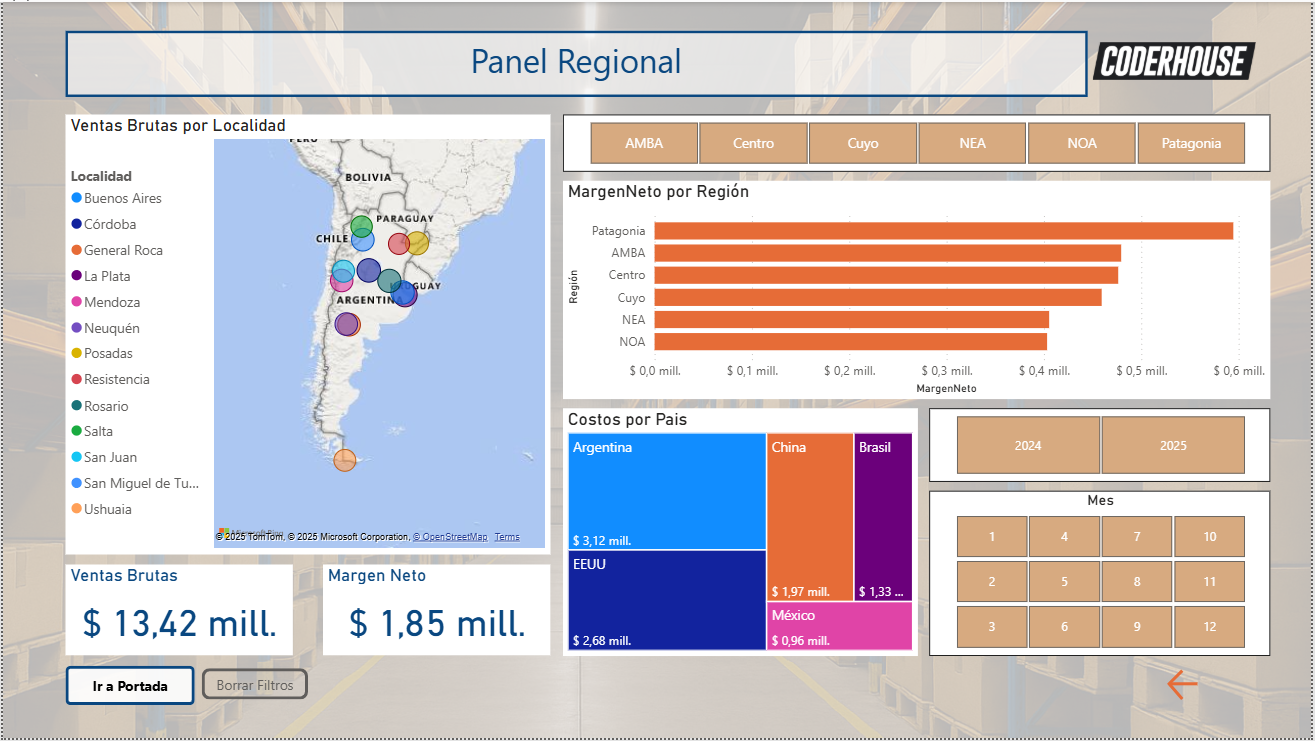 Panel Regional
CODERHOUSE
Ventas Brutas por Localidad
Localidad
Buenos Aires
Córdoba
General Roca
La Plata
Mendoza
Neuquén
Posadas
Resistencia
Rosario
Salta
San Juan
San Miguel de Tu...
Ushuaia
BOLIVIA
PARAGUAY
CHILE
ARGENTINA
© 2025 TomTom, © 2025 Microsoft Corporation, © OpenStreetMap Terms
AMBA Centro Cuyo NEA NOA Patagonia
MargenNeto por Región
Región
Patagonia
AMBA
Centro
Cuyo
NEA
NOA
$ 0,0 mill. $ 0,1 mill. $ 0,2 mill. $ 0,3 mill. $ 0,4 mill. $ 0,5 mill. $ 0,6 mill.
MargenNeto
Ventas Brutas
$ 13,42 mill.
Margen Neto
$ 1,85 mill.
Costos por Pais
Argentina
$ 3,12 mill.
EEUU
$ 2,68 mill.
China
$ 1,97 mill.
Brasil
$ 1,33 ...
México
$ 0,96 mill.
2024 2025
Mes
1 4 7 10
2 5 8 11
3 6 9 12
Ir a Portada
Borrar Filtros